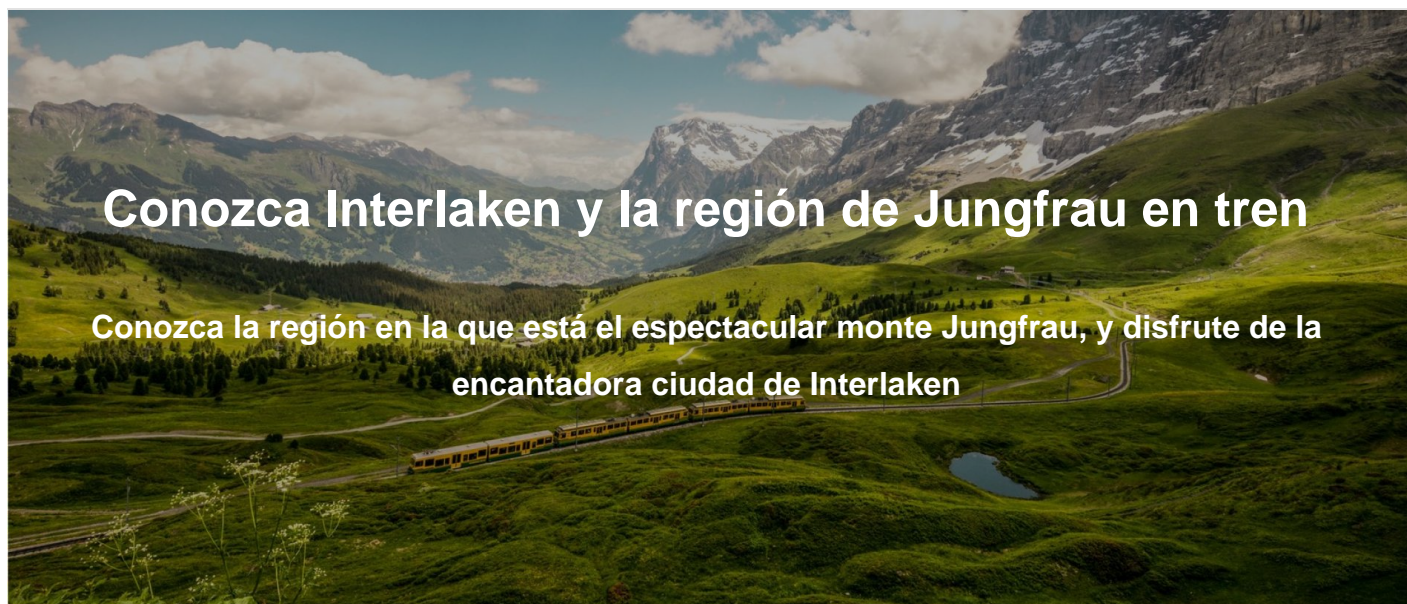 Conozca Interlaken y la región de Jungfrau en tren
Conozca la región en la que está el espectacular monte Jungfrau, y disfrute de la
encantadora ciudad de Interlaken